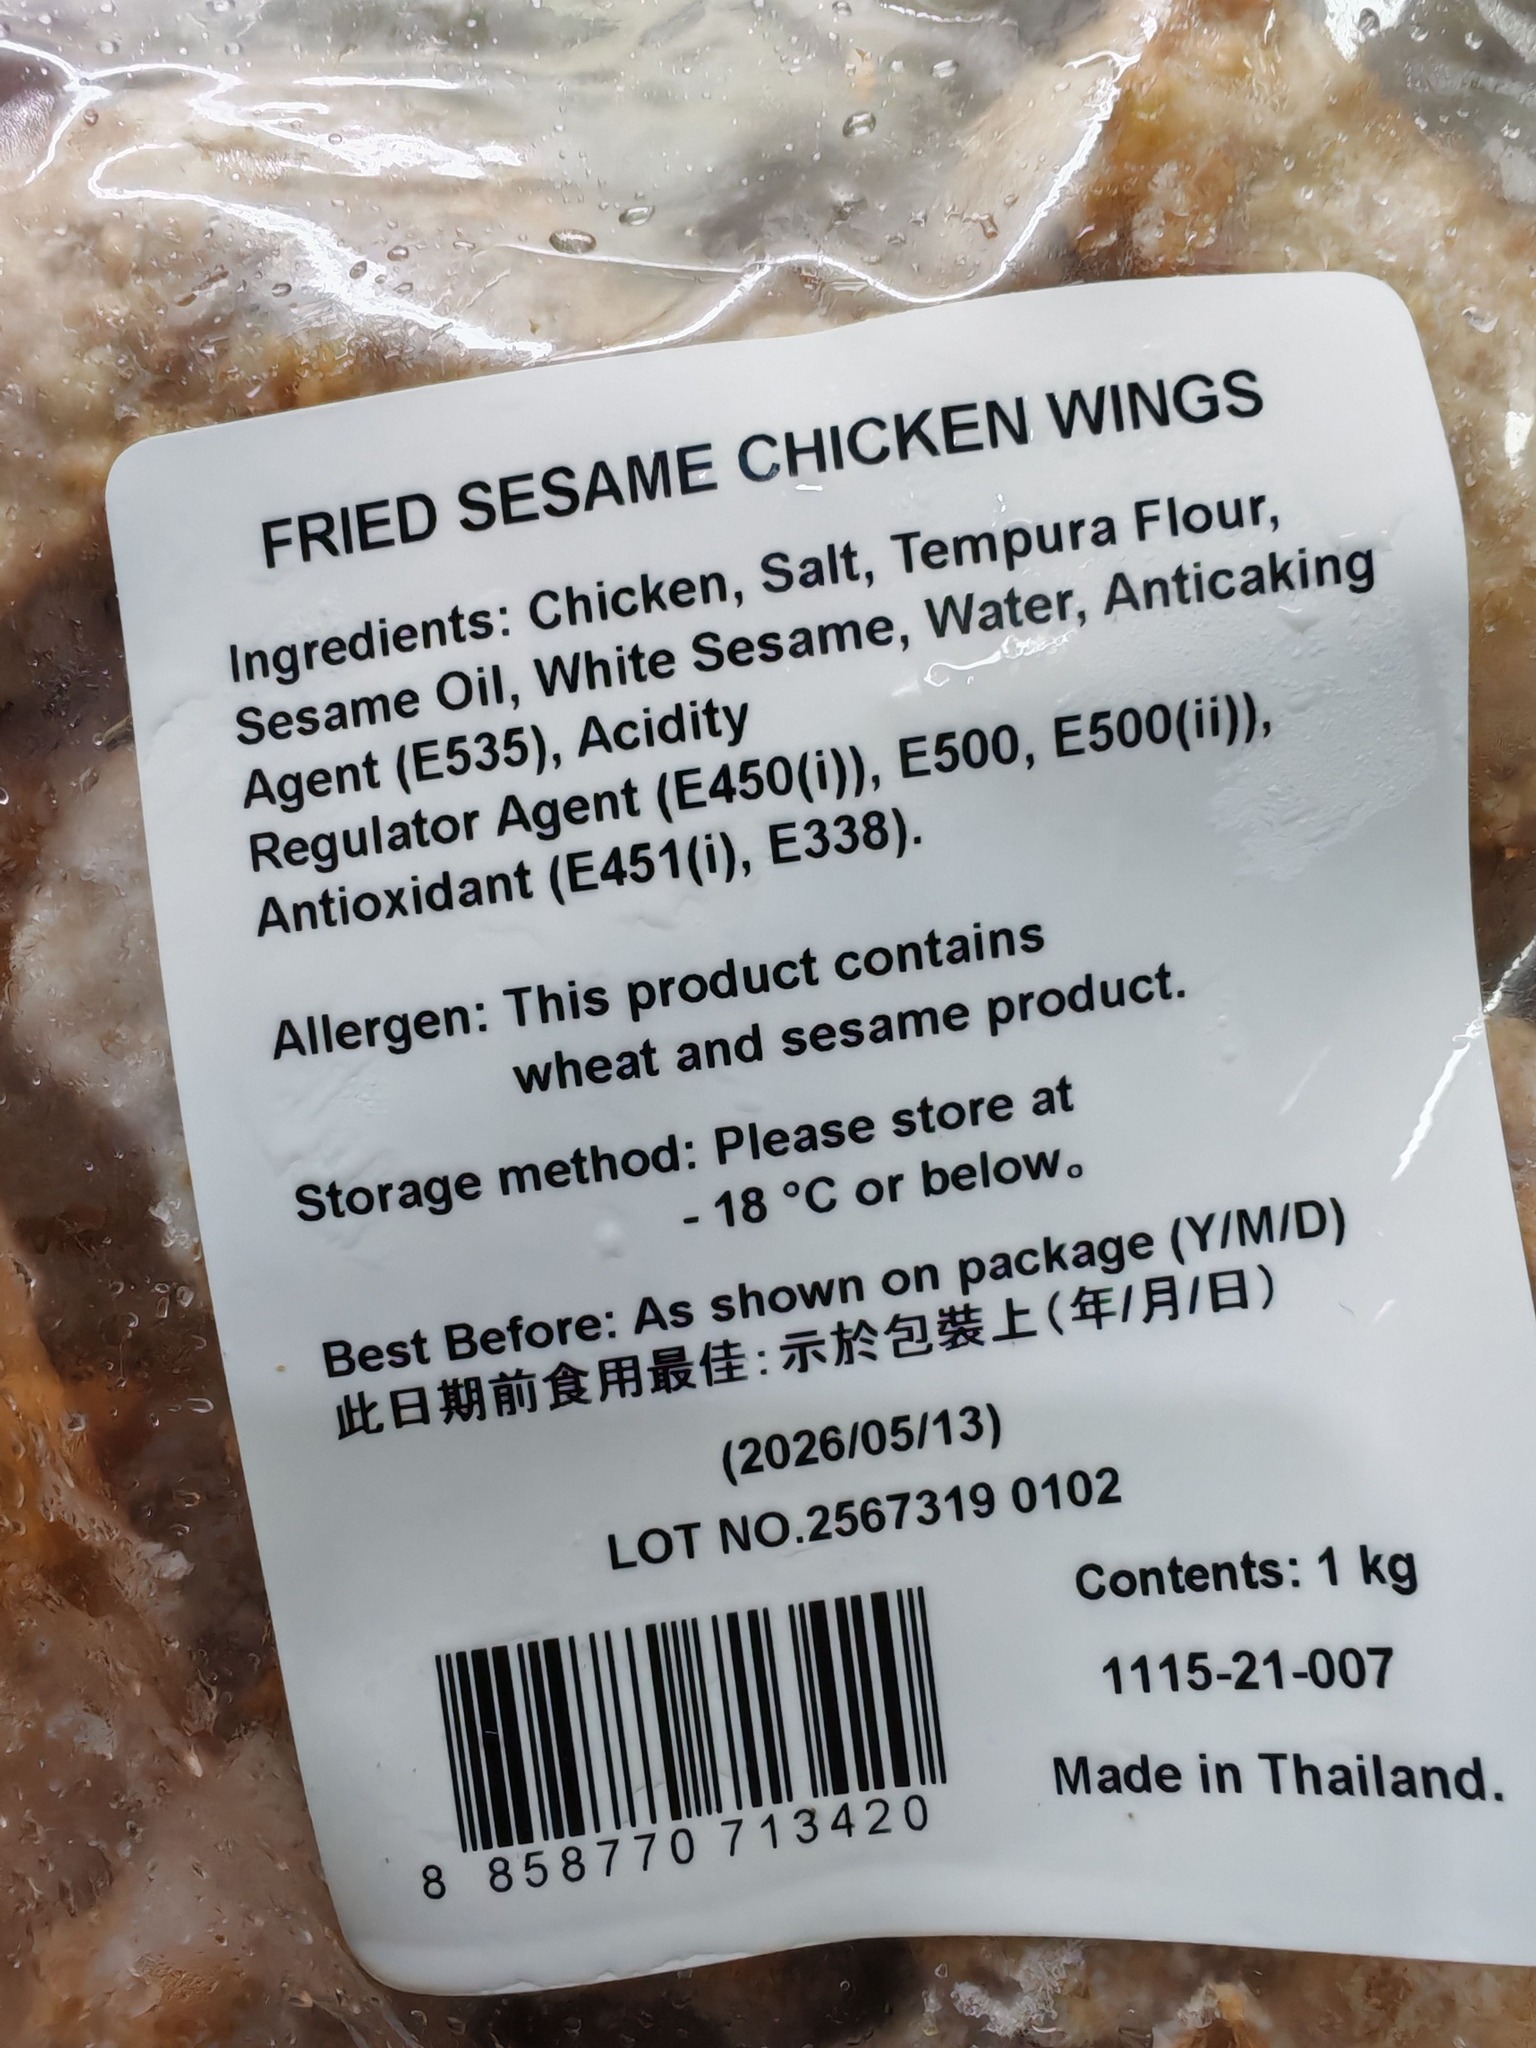 FRIED SESAME CHICKEN WINGS
Ingredients: Chicken, Salt, Tempura Flour,
Sesame Oil, White Sesame, Water, Anticaking
Agent (E535), Acidity
Regulator Agent (E450(i)), E500, E500(ii)),
Antioxidant (E451(i), E338).
Allergen: This product contains
wheat and sesame product.
Storage method: Please store at
- 18 °C or below。
Best Before: As shown on package (Y/M/D)
此日期前食用最佳:示於包裝上(年/月/日)
(2026/05/13)
LOT NO.2567319 0102
Contents: 1 kg
1115-21-007
Made in Thailand.
8 858770 713420